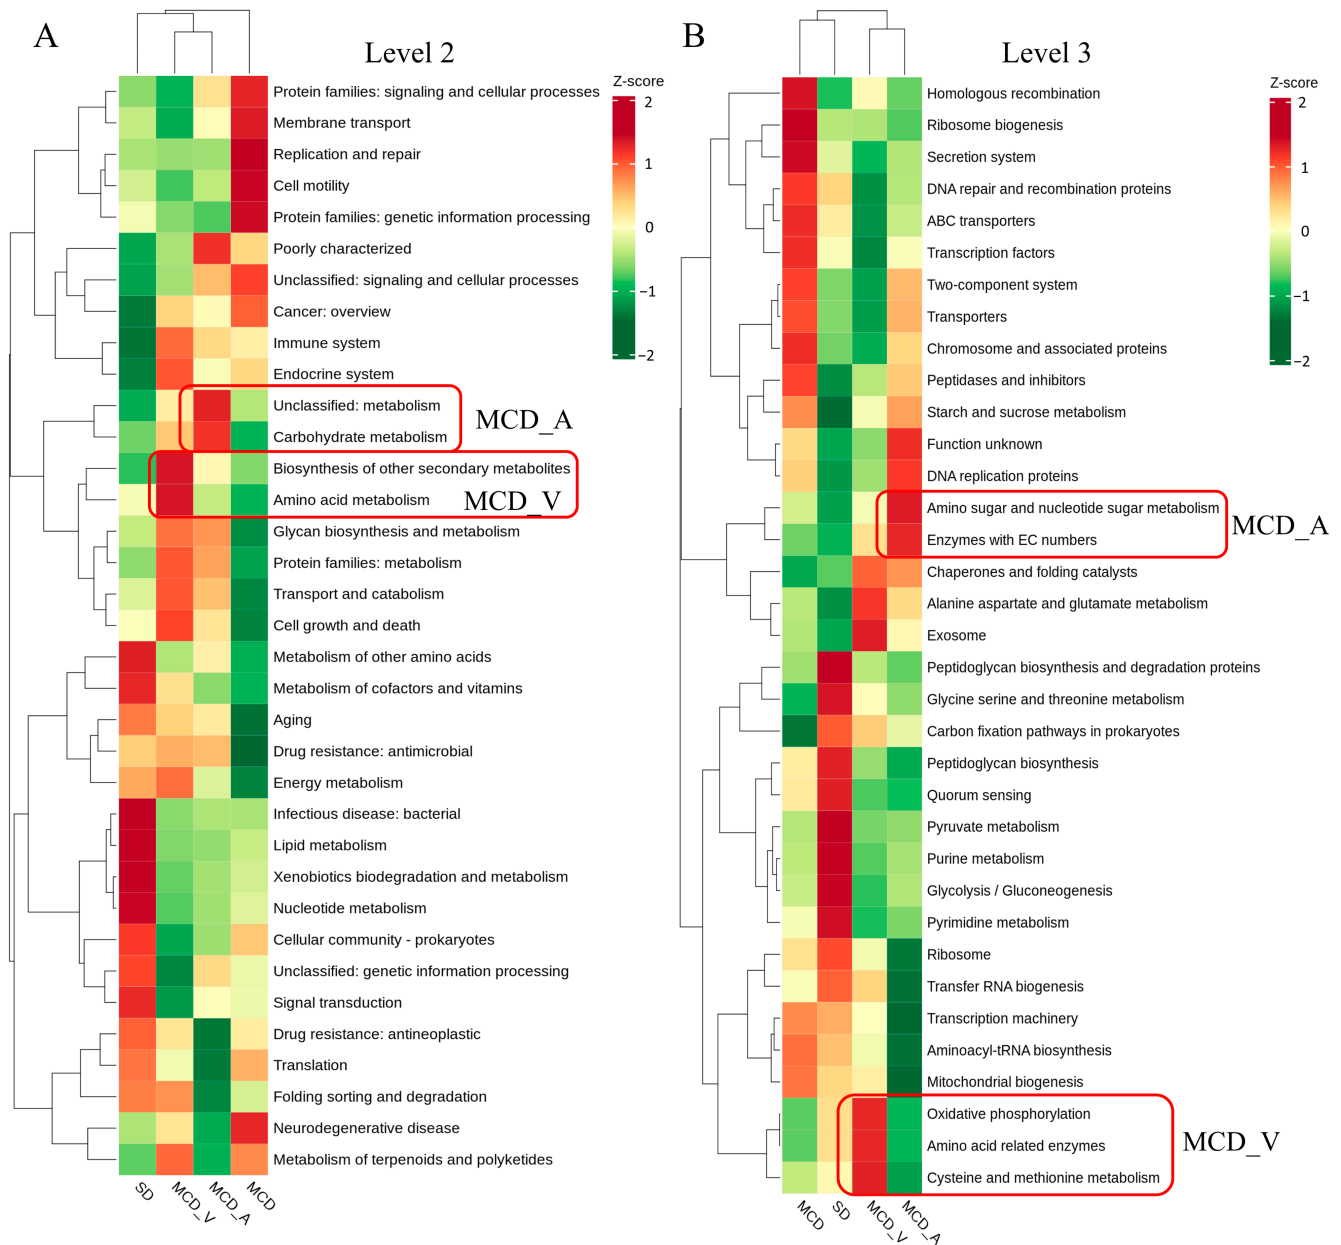 A
Level 2
Z-score
2
1
0
−1
−2
Protein families: signaling and cellular processes
Membrane transport
Replication and repair
Cell motility
Protein families: genetic information processing
Poorly characterized
Unclassified: signaling and cellular processes
Cancer: overview
Immune system
Endocrine system
Unclassified: metabolism
Carbohydrate metabolism
MCD_A
Biosynthesis of other secondary metabolites
Amino acid metabolism
MCD_V
Glycan biosynthesis and metabolism
Protein families: metabolism
Transport and catabolism
Cell growth and death
Metabolism of other amino acids
Metabolism of cofactors and vitamins
Aging
Drug resistance: antimicrobial
Energy metabolism
Infectious disease: bacterial
Lipid metabolism
Xenobiotics biodegradation and metabolism
Nucleotide metabolism
Cellular community - prokaryotes
Unclassified: genetic information processing
Signal transduction
Drug resistance: antineoplastic
Translation
Folding sorting and degradation
Neurodegenerative disease
Metabolism of terpenoids and polyketides
SD
MCD_V
MCD_A
MCD
B
Level 3
Z-score
2
1
0
−1
−2
Homologous recombination
Ribosome biogenesis
Secretion system
DNA repair and recombination proteins
ABC transporters
Transcription factors
Two-component system
Transporters
Chromosome and associated proteins
Peptidases and inhibitors
Starch and sucrose metabolism
Function unknown
DNA replication proteins
Amino sugar and nucleotide sugar metabolism
Enzymes with EC numbers
MCD_A
Chaperones and folding catalysts
Alanine aspartate and glutamate metabolism
Exosome
Peptidoglycan biosynthesis and degradation proteins
Glycine serine and threonine metabolism
Carbon fixation pathways in prokaryotes
Peptidoglycan biosynthesis
Quorum sensing
Pyruvate metabolism
Purine metabolism
Glycolysis / Gluconeogenesis
Pyrimidine metabolism
Ribosome
Transfer RNA biogenesis
Transcription machinery
Aminoacyl-tRNA biosynthesis
Mitochondrial biogenesis
Oxidative phosphorylation
Amino acid related enzymes
Cysteine and methionine metabolism
MCD_V
MCD
SD
MCD_V
MCD_A